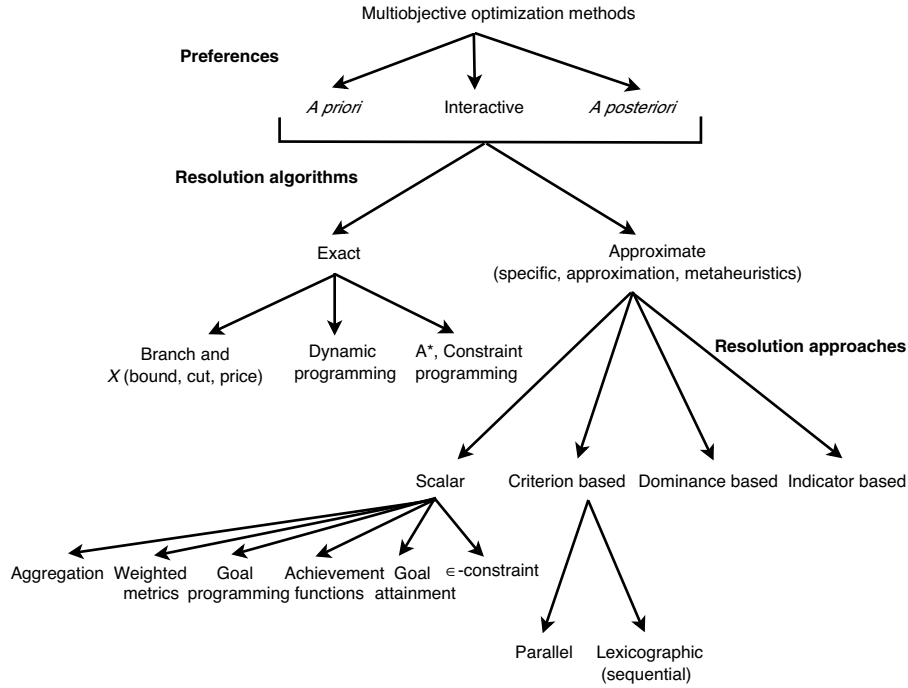 Multiobjective optimization methods
Preferences
A priori
Interactive
A posteriori
Resolution algorithms
Exact
Approximate
(specific, approximation, metaheuristics)
Branch and
X (bound, cut, price)
Dynamic
programming
A*, Constraint
programming
Resolution approaches
Scalar
Criterion based
Dominance based
Indicator based
Aggregation
Weighted
metrics
Goal
programming
Achievement
functions
Goal
attainment
∈-constraint
Parallel
Lexicographic
(sequential)